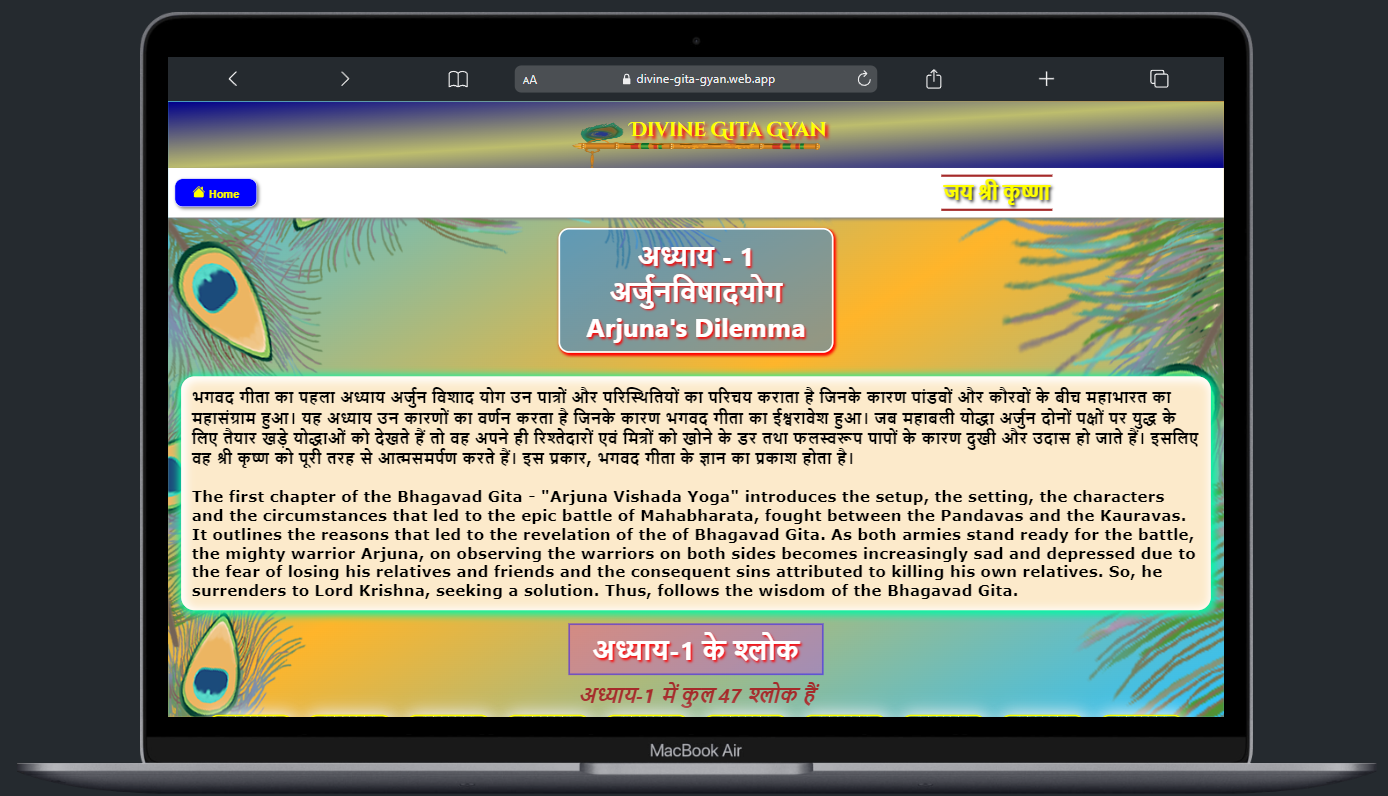 AA divine-gita-gyan.web.app
DIVINE GITA GYAN
Home
जय श्री कृष्णा
अध्याय - 1
अर्जुनविषादयोग
Arjuna's Dilemma
भगवद गीता का पहला अध्याय अर्जुन विशाद योग उन पात्रों और परिस्थितियों का परिचय कराता है जिनके कारण पांडवों और कौरवों के बीच महाभारत का
महासंग्राम हुआ। यह अध्याय उन कारणों का वर्णन करता है जिनके कारण भगवद गीता का ईश्वरावेश हुआ। जब महाबली योद्धा अर्जुन दोनों पक्षों पर युद्ध के
लिए तैयार खड़े योद्धाओं को देखते हैं तो वह अपने ही रिश्तेदारों एवं मित्रों को खोने के डर तथा फलस्वरूप पापों के कारण दुखी और उदास हो जाते हैं। इसलिए
वह श्री कृष्ण को पूरी तरह से आत्मसमर्पण करते हैं। इस प्रकार, भगवद गीता के ज्ञान का प्रकाश होता है।
The first chapter of the Bhagavad Gita - "Arjuna Vishada Yoga" introduces the setup, the setting, the characters
and the circumstances that led to the epic battle of Mahabharata, fought between the Pandavas and the Kauravas.
It outlines the reasons that led to the revelation of the of Bhagavad Gita. As both armies stand ready for the battle,
the mighty warrior Arjuna, on observing the warriors on both sides becomes increasingly sad and depressed due to
the fear of losing his relatives and friends and the consequent sins attributed to killing his own relatives. So, he
surrenders to Lord Krishna, seeking a solution. Thus, follows the wisdom of the Bhagavad Gita.
अध्याय-1 के श्लोक
अध्याय-1 में कुल 47 श्लोक हैं
MacBook Air